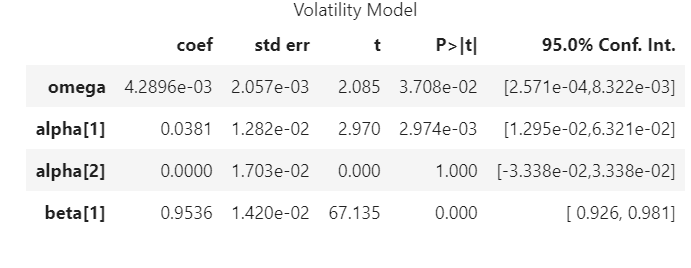 Volatility Model
coef std err t P>|t| 95.0% Conf. Int.
omega 4.2896e-03 2.057e-03 2.085 3.708e-02 [2.571e-04,8.322e-03]
alpha[1] 0.0381 1.282e-02 2.970 2.974e-03 [1.295e-02,6.321e-02]
alpha[2] 0.0000 1.703e-02 0.000 1.000 [-3.338e-02,3.338e-02]
beta[1] 0.9536 1.420e-02 67.135 0.000 [ 0.926, 0.981]